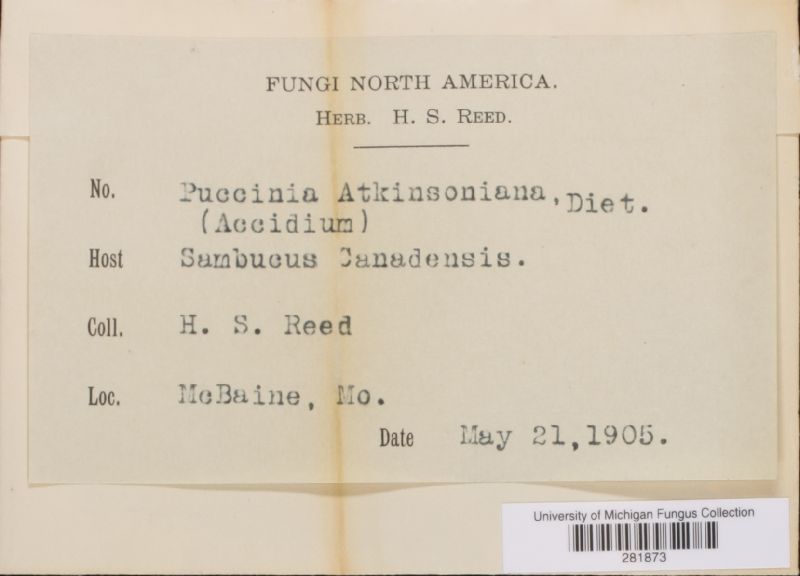 FUNGI NORTH AMERICA.
HERB. H. S. REED.
No. Puccinia Atkinsoniana, Diet.
(Accidium)
Host Sambucus Canadensis.
Coll. H. S. Reed
Loc. McBaine, Mo.
Date May 21, 1905.
University of Michigan Fungus Collection
281873